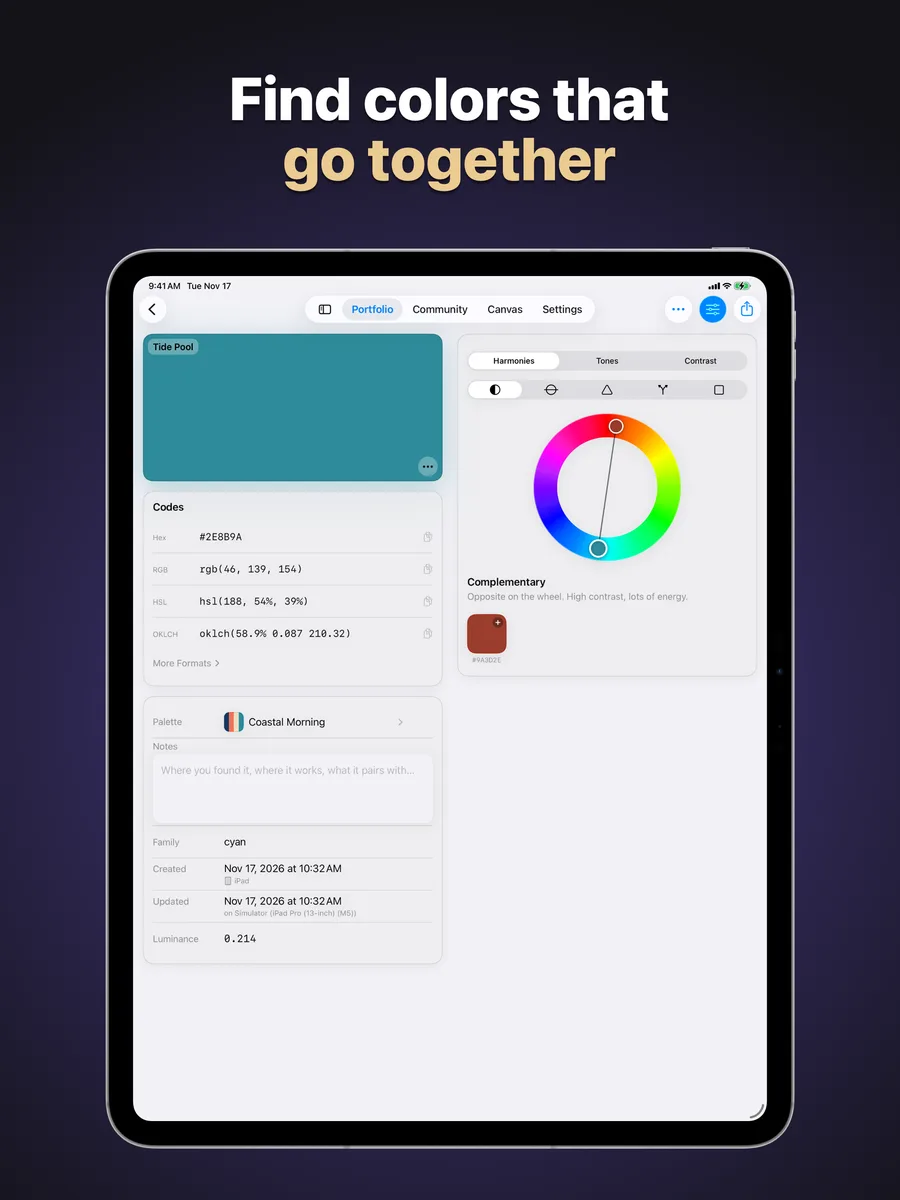 Find colors that
go together
9:41 AM Tue Nov 17
Portfolio Community Canvas Settings
Tide Pool
Codes
Hex #2E8B9A
RGB rgb(46, 139, 154)
HSL hsl(188, 54%, 39%)
OKLCH oklch(58.9% 0.087 210.32)
More Formats
Palette Coastal Morning
Notes
Where you found it, where it works, what it pairs with...
Family cyan
Created Nov 17, 2026 at 10:32 AM
iPad
Updated Nov 17, 2026 at 10:32 AM
on Simulator (iPad Pro (13-inch) (M5))
Luminance 0.214
Harmonies Tones Contrast
Complementary
Opposite on the wheel. High contrast, lots of energy.
#9A3D2E